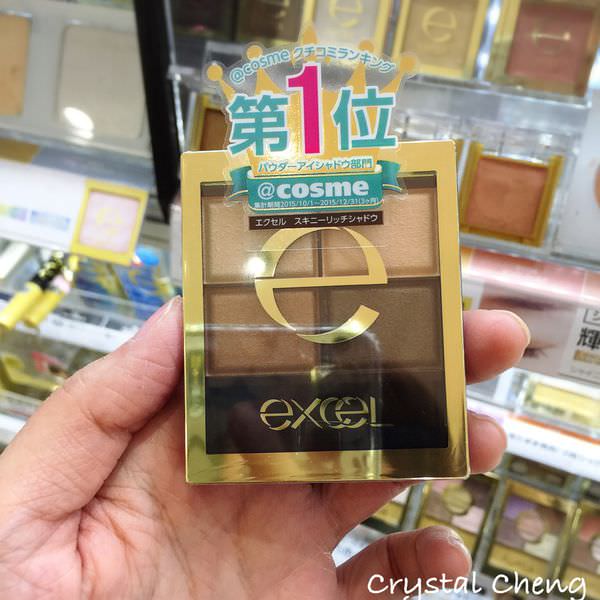 @cosme クチコミランキング
第1位
パウダーアイシャドウ部門
@cosme
集計期間2015/10/1~2015/12/31(3ヶ月)
エクセル スキニーリッチシャドウ
e
excel
輝
Crystal Cheng